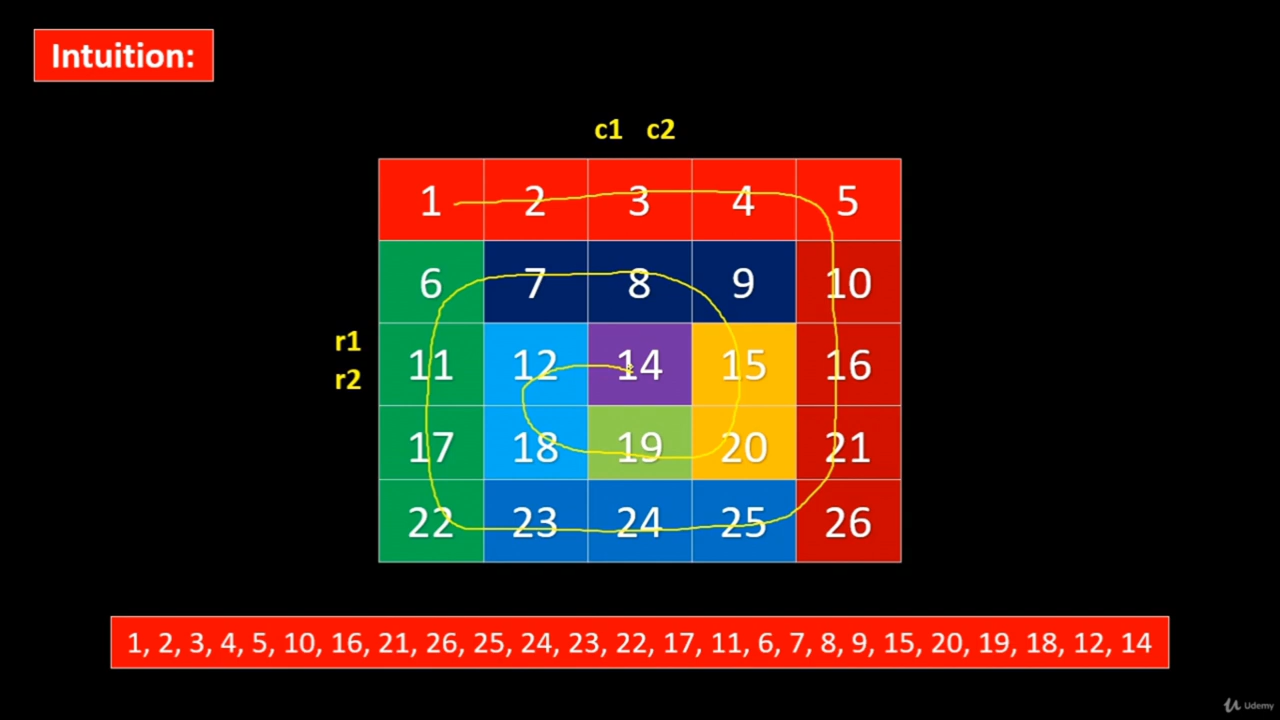 Intuition:
c1 c2
1 2 3 4 5
6 7 8 9 10
r1
11 12 14 15 16
r2
17 18 19 20 21
22 23 24 25 26
1, 2, 3, 4, 5, 10, 16, 21, 26, 25, 24, 23, 22, 17, 11, 6, 7, 8, 9, 15, 20, 19, 18, 12, 14
Udemy